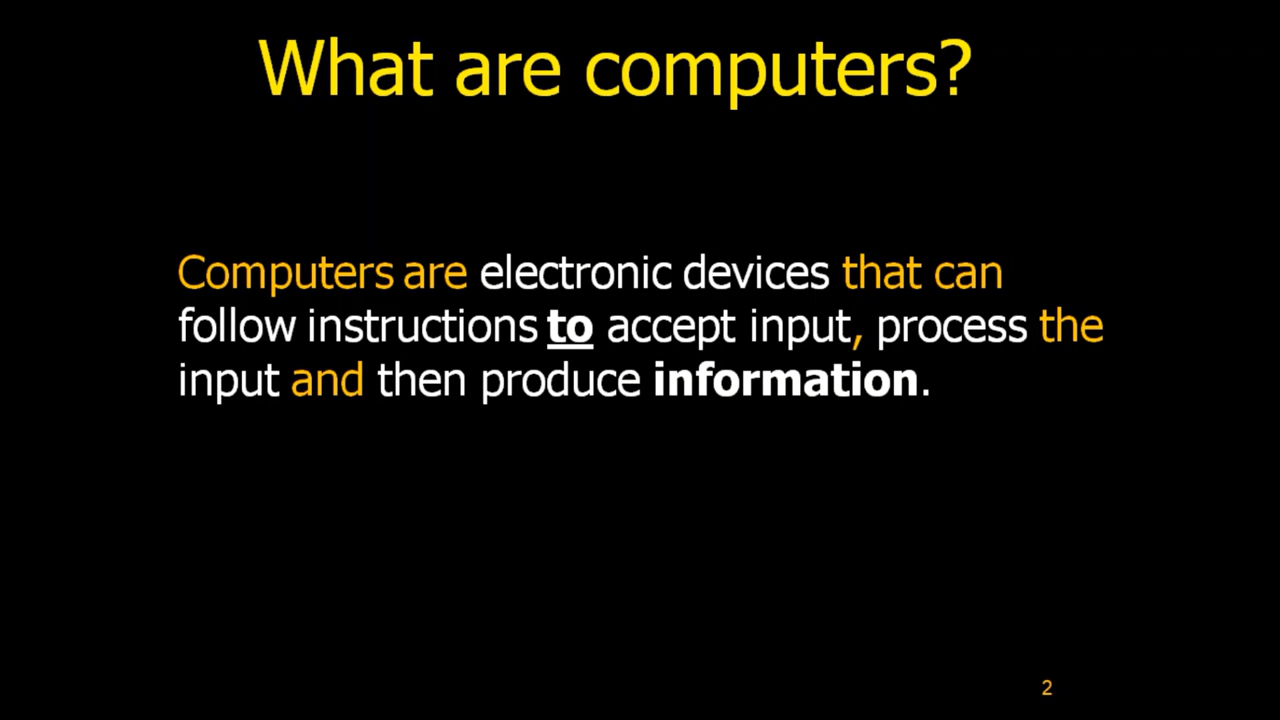 What are computers?
Computers are electronic devices that can
follow instructions to accept input, process the
input and then produce information.
2